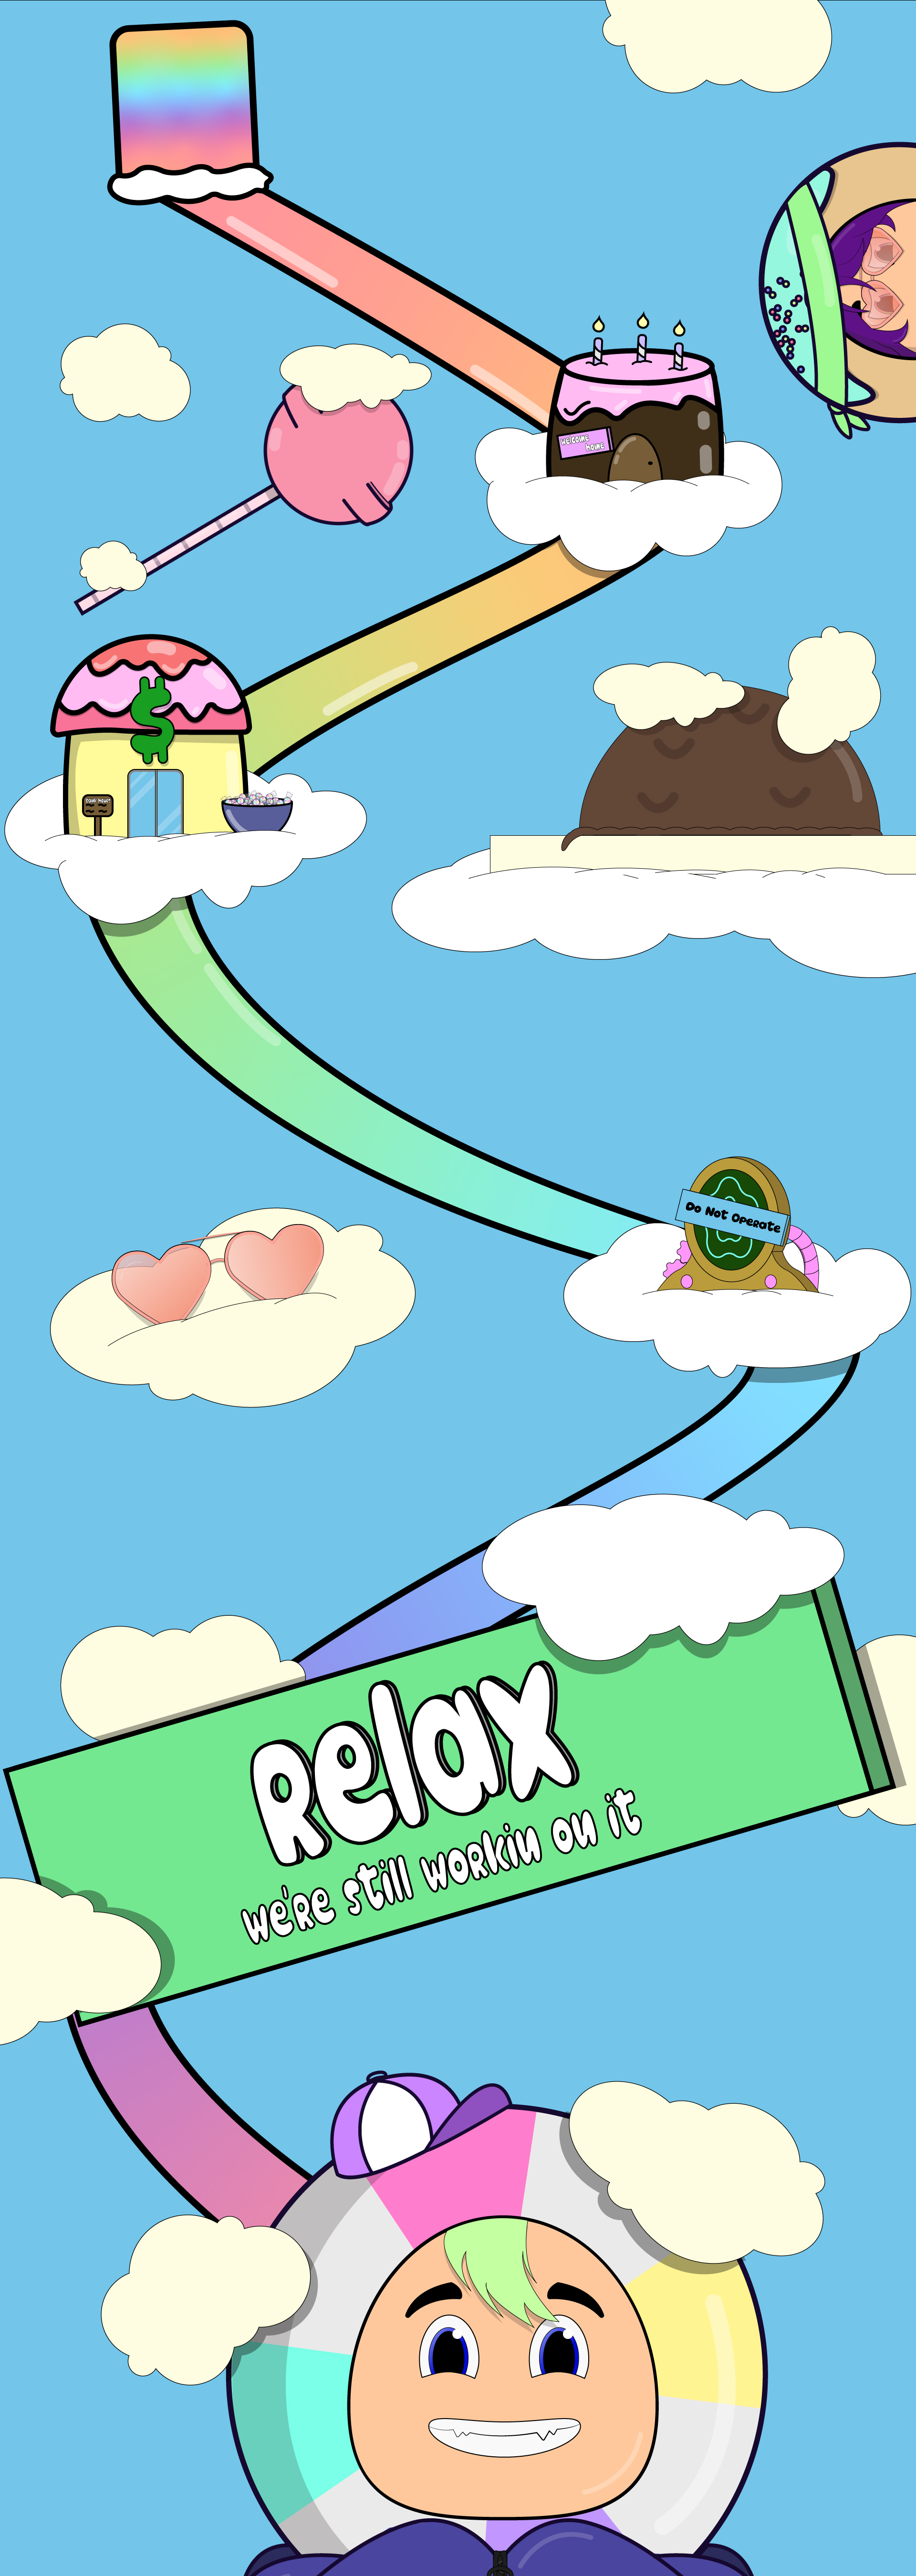 Welcome
Home
$
Do Not Operate
Relax
we're still workin on it